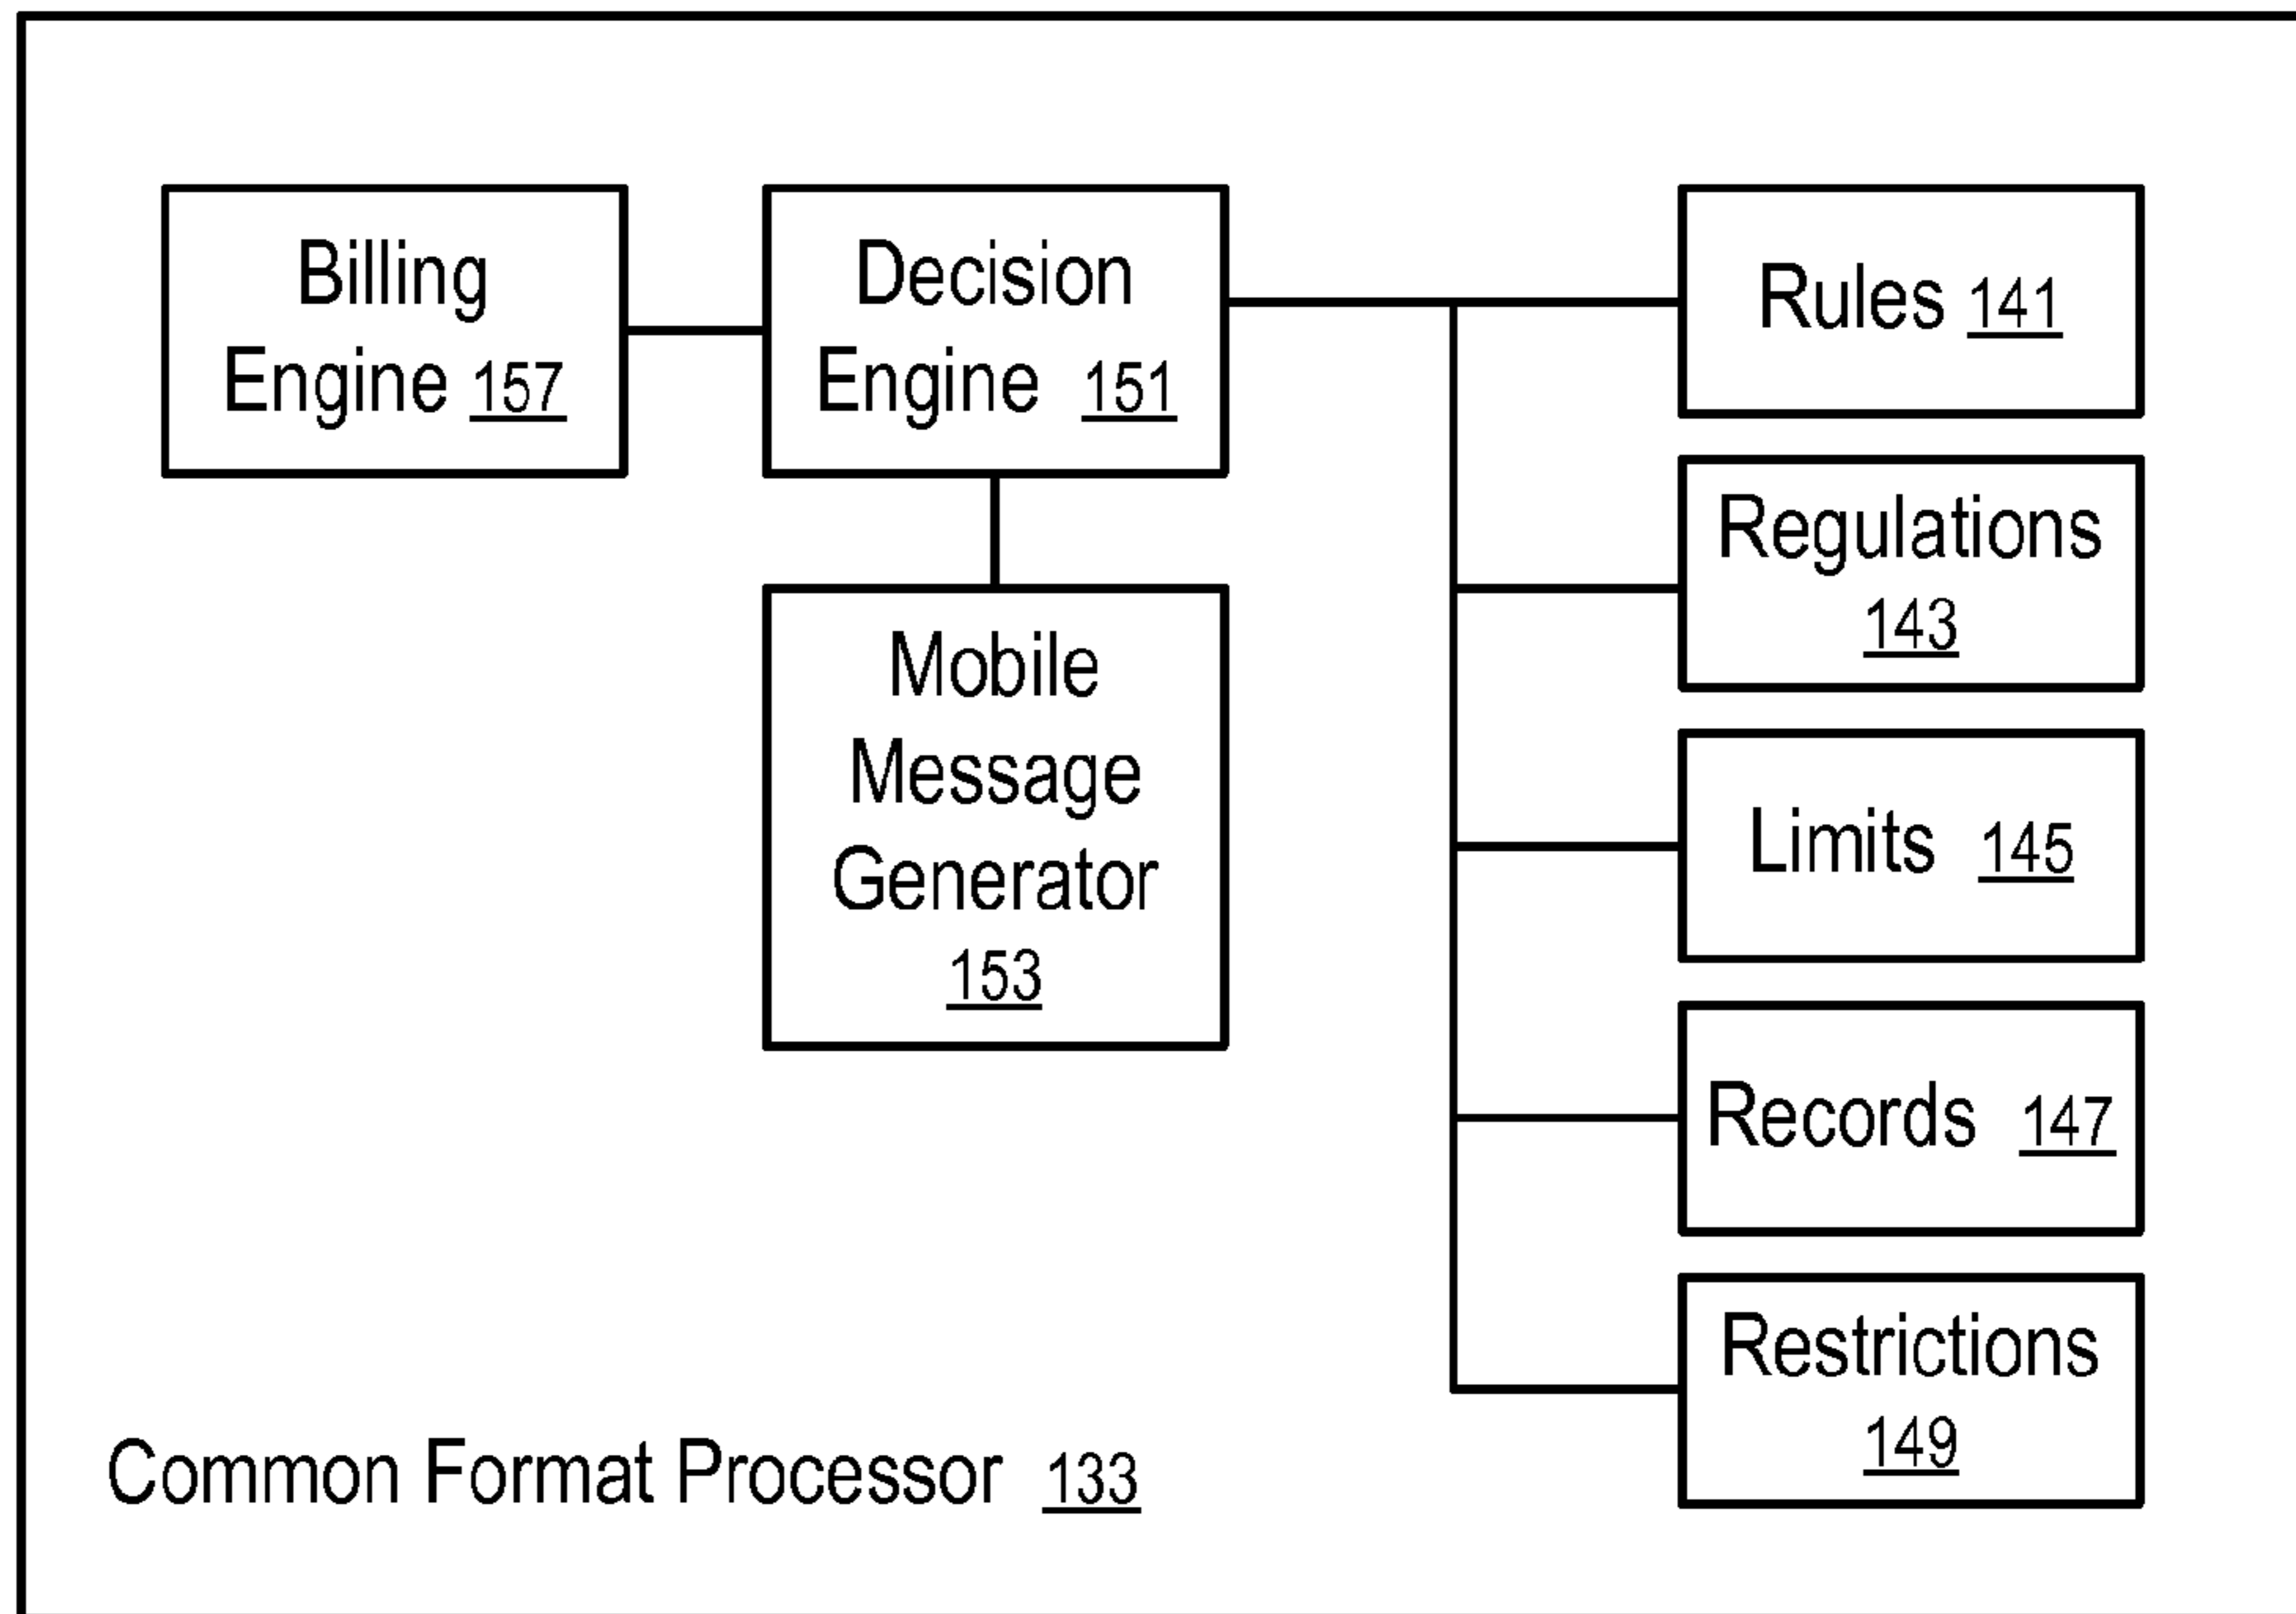 Billing
Engine 157
Decision
Engine 151
Mobile
Message
Generator
153
Rules 141
Regulations
143
Limits 145
Records 147
Restrictions
149
Common Format Processor 133